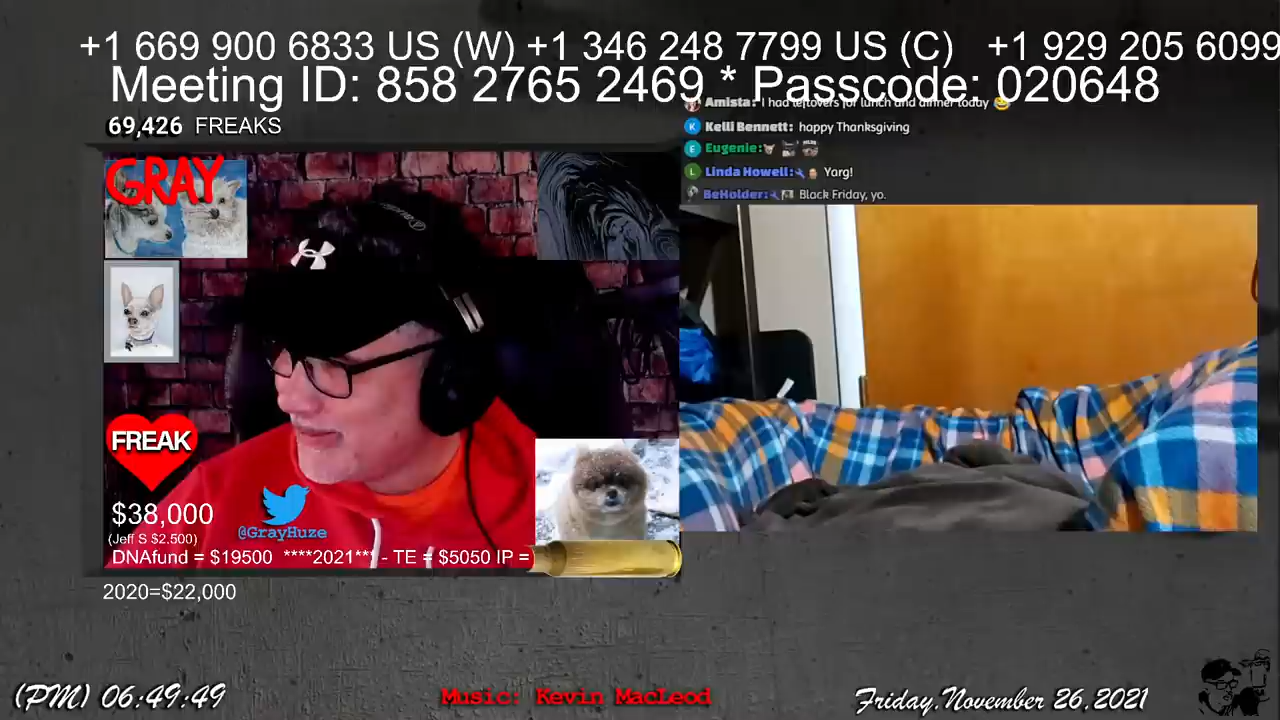 +1 669 900 6833 US (W) +1 346 248 7799 US (C) +1 929 205 6099
Meeting ID: 858 2765 2469 * Passcode: 020648
69,426 FREAKS
Amista: I had leftovers for lunch and dinner today
K Kelli Bennett: happy Thanksgiving
E Eugenie:
L Linda Howell: Yarg!
BeHolder: Black Friday, yo.
GRAY
FREAK
$38,000
(Jeff S $2.500)
@GrayHuze
DNAfund = $19500 ****2021*** - TE = $5050 IP =
2020=$22,000
(PM) 06:49:49
Music: Kevin MacLeod
Friday,November 26,2021